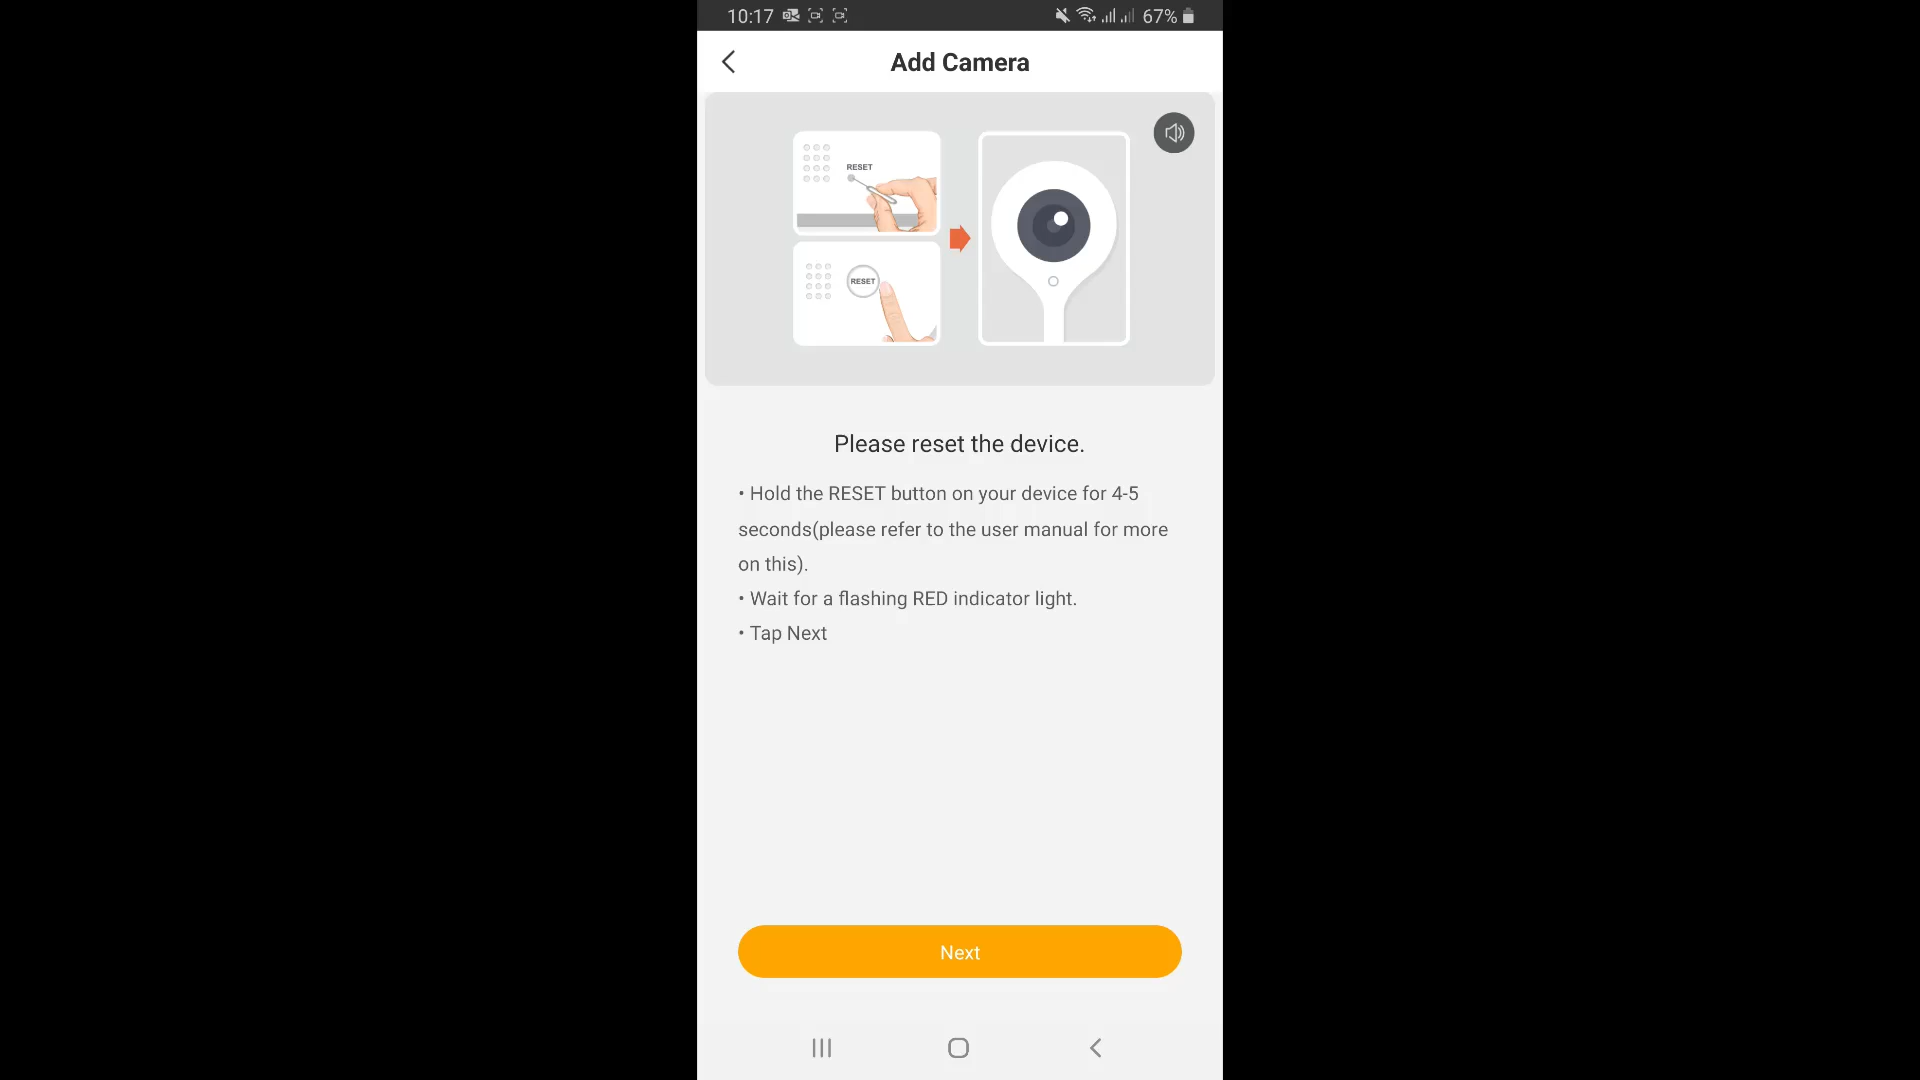 10:17
67%
Add Camera
RESET
RESET
Please reset the device.
• Hold the RESET button on your device for 4-5
seconds(please refer to the user manual for more
on this).
• Wait for a flashing RED indicator light.
• Tap Next
Next